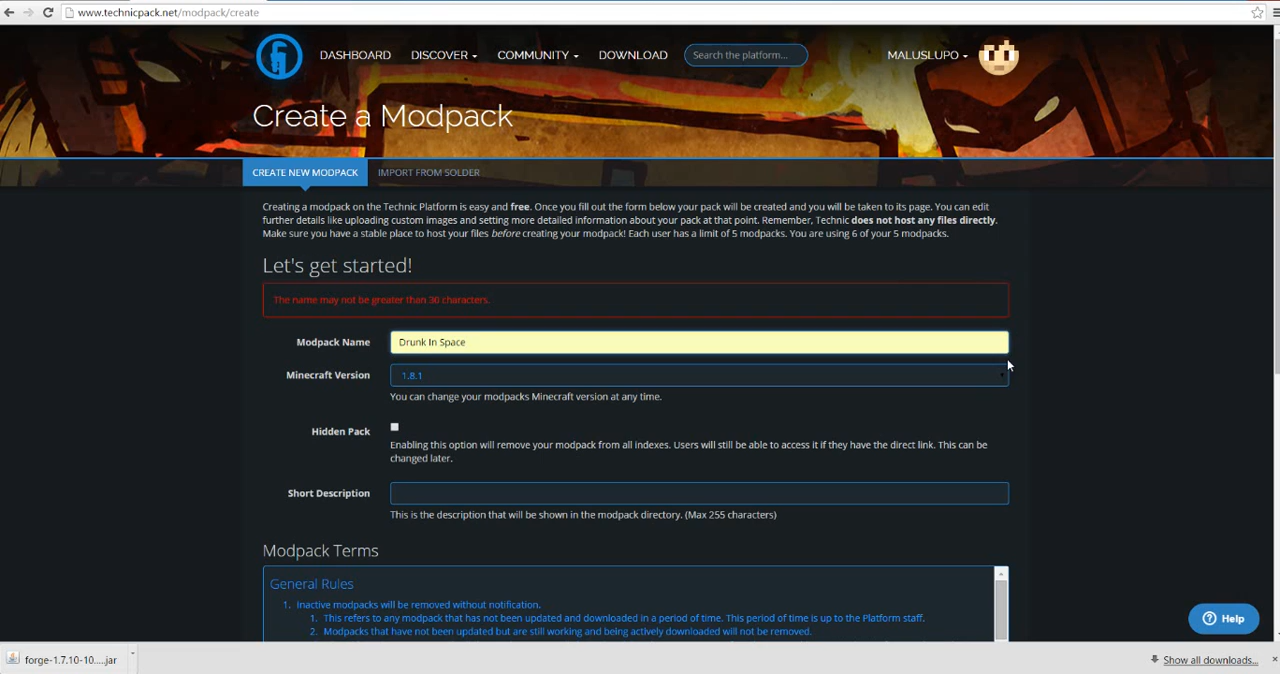 www.technicpack.net/modpack/create
DASHBOARD DISCOVER COMMUNITY DOWNLOAD Search the platform... MALUSLUPO
Create a Modpack
CREATE NEW MODPACK IMPORT FROM SOLDER
Creating a modpack on the Technic Platform is easy and free. Once you fill out the form below your pack will be created and you will be taken to its page. You can edit
further details like uploading custom images and setting more detailed information about your pack at that point. Remember, Technic does not host any files directly.
Make sure you have a stable place to host your files before creating your modpack! Each user has a limit of 5 modpacks. You are using 6 of your 5 modpacks.
Let's get started!
The name may not be greater than 30 characters.
Modpack Name Drunk In Space
Minecraft Version 1.8.1
You can change your modpacks Minecraft version at any time.
Hidden Pack
Enabling this option will remove your modpack from all indexes. Users will still be able to access it if they have the direct link. This can be
changed later.
Short Description
This is the description that will be shown in the modpack directory. (Max 255 characters)
Modpack Terms
General Rules
1. Inactive modpacks will be removed without notification.
1. This refers to any modpack that has not been updated and downloaded in a period of time. This period of time is up to the Platform staff.
2. Modpacks that have not been updated but are still working and being actively downloaded will not be removed.
Help
forge-1.7.10-10....jar
Show all downloads...